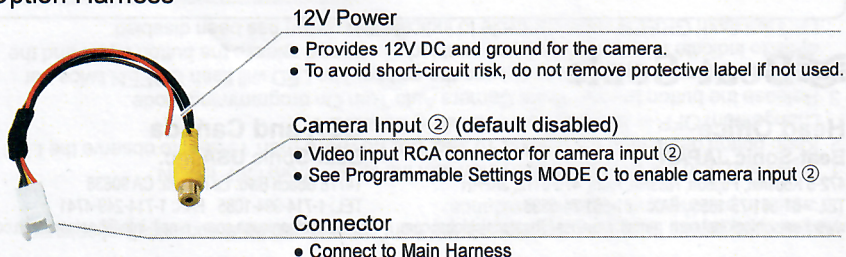 Option Harness
12V Power
• Provides 12V DC and ground for the camera.
• To avoid short-circuit risk, do not remove protective label if not used.
Camera Input ② (default disabled)
• Video input RCA connector for camera input ②
• See Programmable Settings MODE C to enable camera input ②
Connector
• Connect to Main Harness